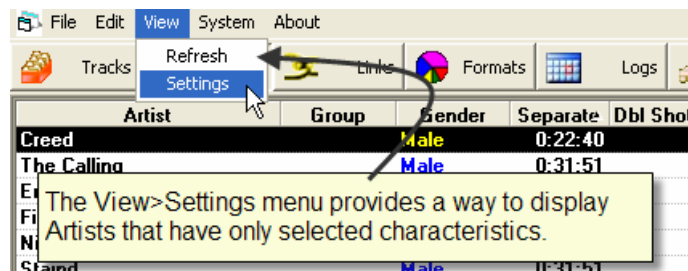 File Edit View System About
Refresh
Settings
Tracks Links Formats Logs
Artist Group Gender Separate Dbl Shot
Creed Male 0:22:40
The Calling Male 0:31:51
The View>Settings menu provides a way to display
Artists that have only selected characteristics.
Staind Male 0:31:51